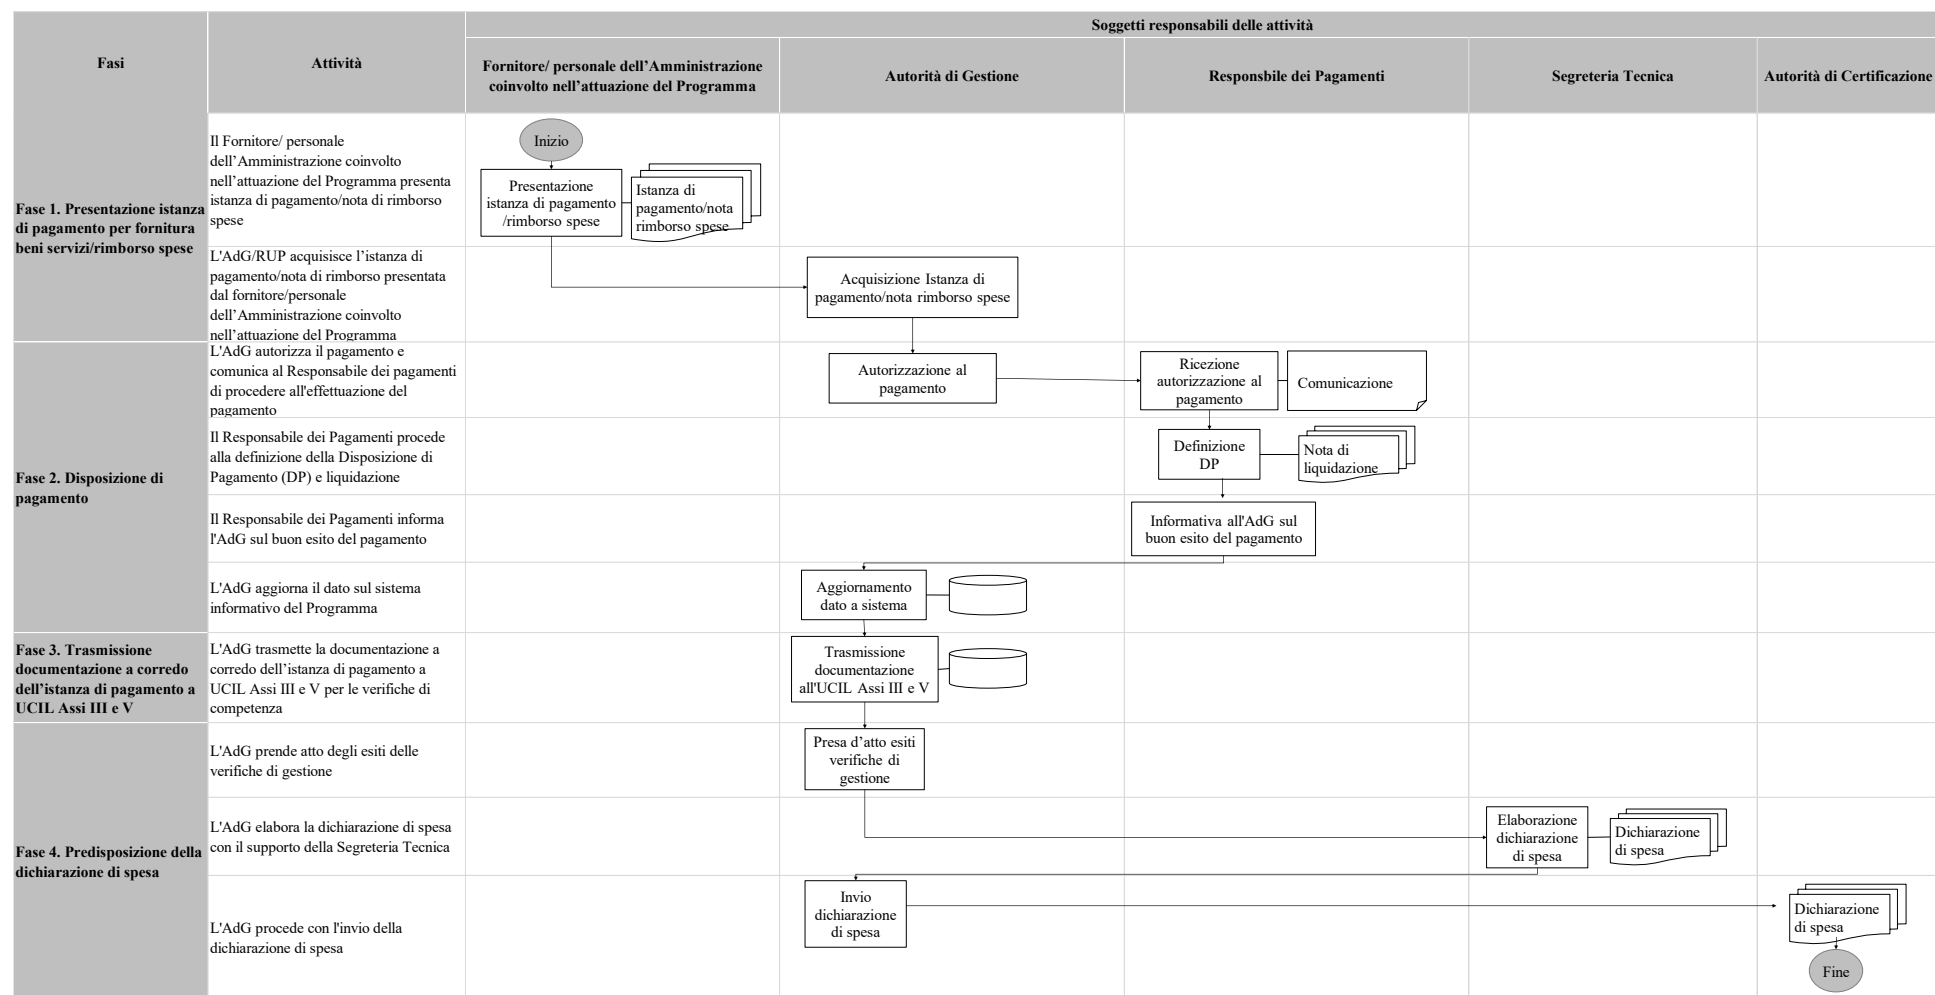 Soggetti responsabili delle attività
Fasi
Attività
Fornitore/ personale dell’Amministrazione
coinvolto nell’attuazione del Programma
Autorità di Gestione
Responsbile dei Pagamenti
Segreteria Tecnica
Autorità di Certificazione
Fase 1. Presentazione istanza
di pagamento per fornitura
beni servizi/rimborso spese
Il Fornitore/ personale
dell’Amministrazione coinvolto
nell’attuazione del Programma presenta
istanza di pagamento/nota di rimborso
spese
Inizio
Presentazione
istanza di pagamento
/rimborso spese
Istanza di
pagamento/nota
rimborso spese
L'AdG/RUP acquisisce l’istanza di
pagamento/nota di rimborso presentata
dal fornitore/personale
dell’Amministrazione coinvolto
nell’attuazione del Programma
Acquisizione Istanza di
pagamento/nota rimborso spese
Fase 2. Disposizione di
pagamento
L'AdG autorizza il pagamento e
comunica al Responsabile dei pagamenti
di procedere all'effettuazione del
pagamento
Autorizzazione al
pagamento
Ricezione
autorizzazione al
pagamento
Comunicazione
Il Responsabile dei Pagamenti procede
alla definizione della Disposizione di
Pagamento (DP) e liquidazione
Definizione
DP
Nota di
liquidazione
Il Responsabile dei Pagamenti informa
l'AdG sul buon esito del pagamento
Informativa all'AdG sul
buon esito del pagamento
L'AdG aggiorna il dato sul sistema
informativo del Programma
Aggiornamento
dato a sistema
Fase 3. Trasmissione
documentazione a corredo
dell’istanza di pagamento a
UCIL Assi III e V
L'AdG trasmette la documentazione a
corredo dell’istanza di pagamento a
UCIL Assi III e V per le verifiche di
competenza
Trasmissione
documentazione
all'UCIL Assi III e V
Fase 4. Predisposizione della
dichiarazione di spesa
L'AdG prende atto degli esiti delle
verifiche di gestione
Presa d’atto esiti
verifiche di
gestione
L'AdG elabora la dichiarazione di spesa
con il supporto della Segreteria Tecnica
Elaborazione
dichiarazione
di spesa
Dichiarazione
di spesa
L'AdG procede con l'invio della
dichiarazione di spesa
Invio
dichiarazione
di spesa
Dichiarazione
di spesa
Fine